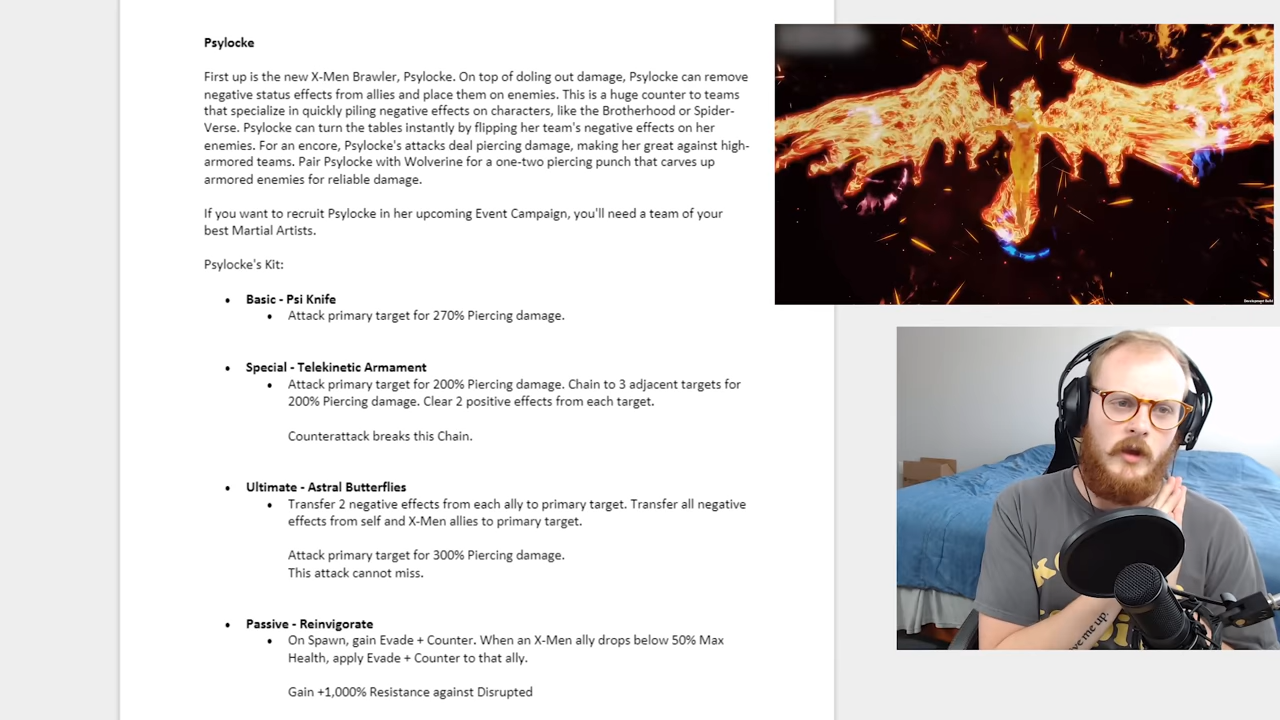 Psylocke
First up is the new X-Men Brawler, Psylocke. On top of doling out damage, Psylocke can remove
negative status effects from allies and place them on enemies. This is a huge counter to teams
that specialize in quickly piling negative effects on characters, like the Brotherhood or Spider-
Verse. Psylocke can turn the tables instantly by flipping her team's negative effects on her
enemies. For an encore, Psylocke's attacks deal piercing damage, making her great against high-
armored teams. Pair Psylocke with Wolverine for a one-two piercing punch that carves up
armored enemies for reliable damage.
If you want to recruit Psylocke in her upcoming Event Campaign, you'll need a team of your
best Martial Artists.
Psylocke's Kit:
• Basic - Psi Knife
• Attack primary target for 270% Piercing damage.
• Special - Telekinetic Armament
• Attack primary target for 200% Piercing damage. Chain to 3 adjacent targets for
200% Piercing damage. Clear 2 positive effects from each target.
Counterattack breaks this Chain.
• Ultimate - Astral Butterflies
• Transfer 2 negative effects from each ally to primary target. Transfer all negative
effects from self and X-Men allies to primary target.
Attack primary target for 300% Piercing damage.
This attack cannot miss.
• Passive - Reinvigorate
• On Spawn, gain Evade + Counter. When an X-Men ally drops below 50% Max
Health, apply Evade + Counter to that ally.
Gain +1,000% Resistance against Disrupted
Development Build
me up.